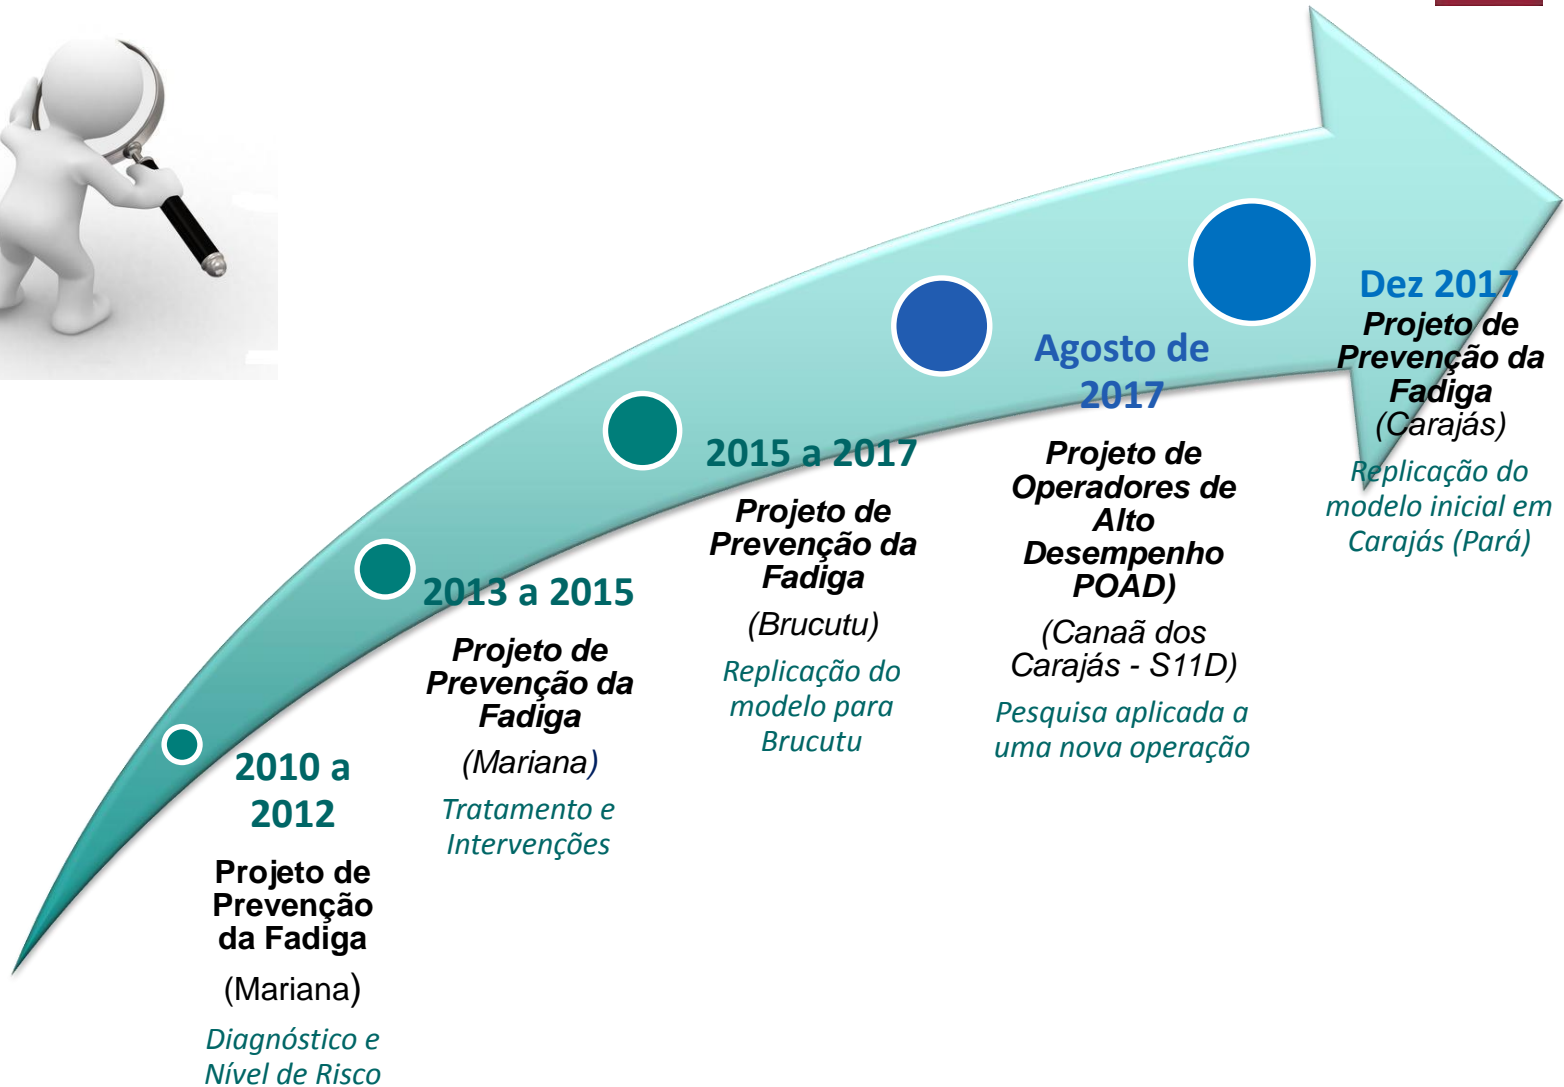 2010 a
2012
Projeto de
Prevenção
da Fadiga
(Mariana)
Diagnóstico e
Nível de Risco
2013 a 2015
Projeto de
Prevenção da
Fadiga
(Mariana)
Tratamento e
Intervenções
2015 a 2017
Projeto de
Prevenção da
Fadiga
(Brucutu)
Replicação do
modelo para
Brucutu
Agosto de
2017
Projeto de
Operadores de
Alto
Desempenho
POAD)
(Canaã dos
Carajás - S11D)
Pesquisa aplicada a
uma nova operação
Dez 2017
Projeto de
Prevenção da
Fadiga
(Carajás)
Replicação do
modelo inicial em
Carajás (Pará)